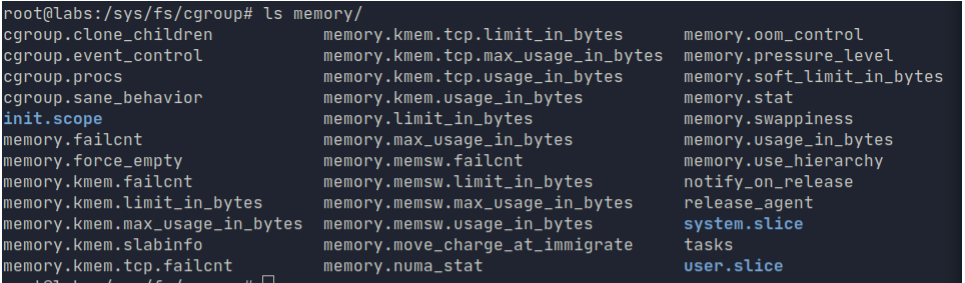 root@labs:/sys/fs/cgroup# ls memory/
cgroup.clone_children memory.kmem.tcp.limit_in_bytes memory.oom_control
cgroup.event_control memory.kmem.tcp.max_usage_in_bytes memory.pressure_level
cgroup.procs memory.kmem.tcp.usage_in_bytes memory.soft_limit_in_bytes
cgroup.sane_behavior memory.kmem.usage_in_bytes memory.stat
init.scope memory.limit_in_bytes memory.swappiness
memory.failcnt memory.max_usage_in_bytes memory.usage_in_bytes
memory.force_empty memory.memsw.failcnt memory.use_hierarchy
memory.kmem.failcnt memory.memsw.limit_in_bytes notify_on_release
memory.kmem.limit_in_bytes memory.memsw.max_usage_in_bytes release_agent
memory.kmem.max_usage_in_bytes memory.memsw.usage_in_bytes system.slice
memory.kmem.slabinfo memory.move_charge_at_immigrate tasks
memory.kmem.tcp.failcnt memory.numa_stat user.slice